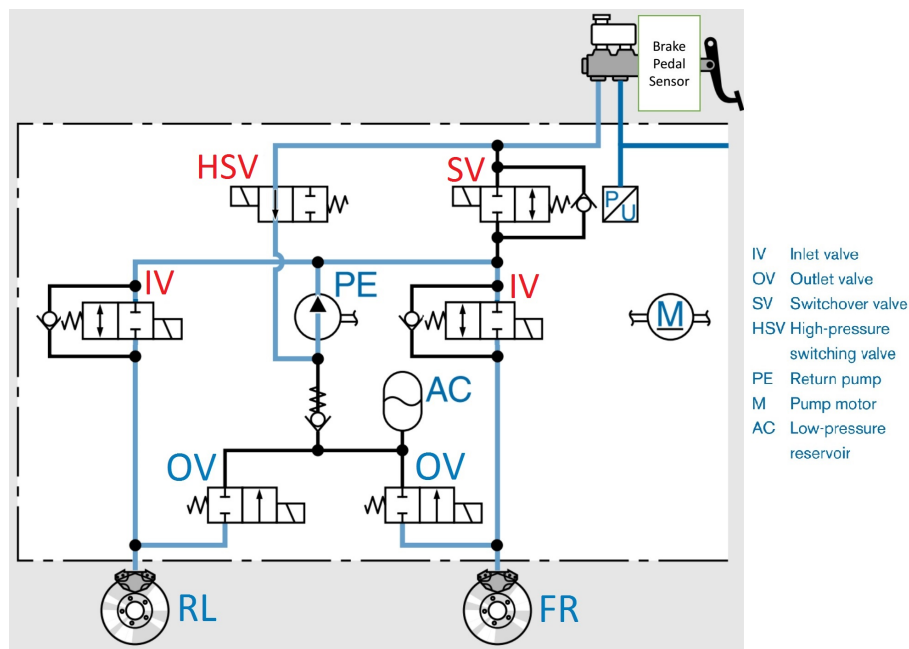 Brake
Pedal
Sensor
HSV
SV
P
U
IV
PE
IV
M
AC
OV
OV
RL
FR
IV Inlet valve
OV Outlet valve
SV Switchover valve
HSV High-pressure
switching valve
PE Return pump
M Pump motor
AC Low-pressure
reservoir